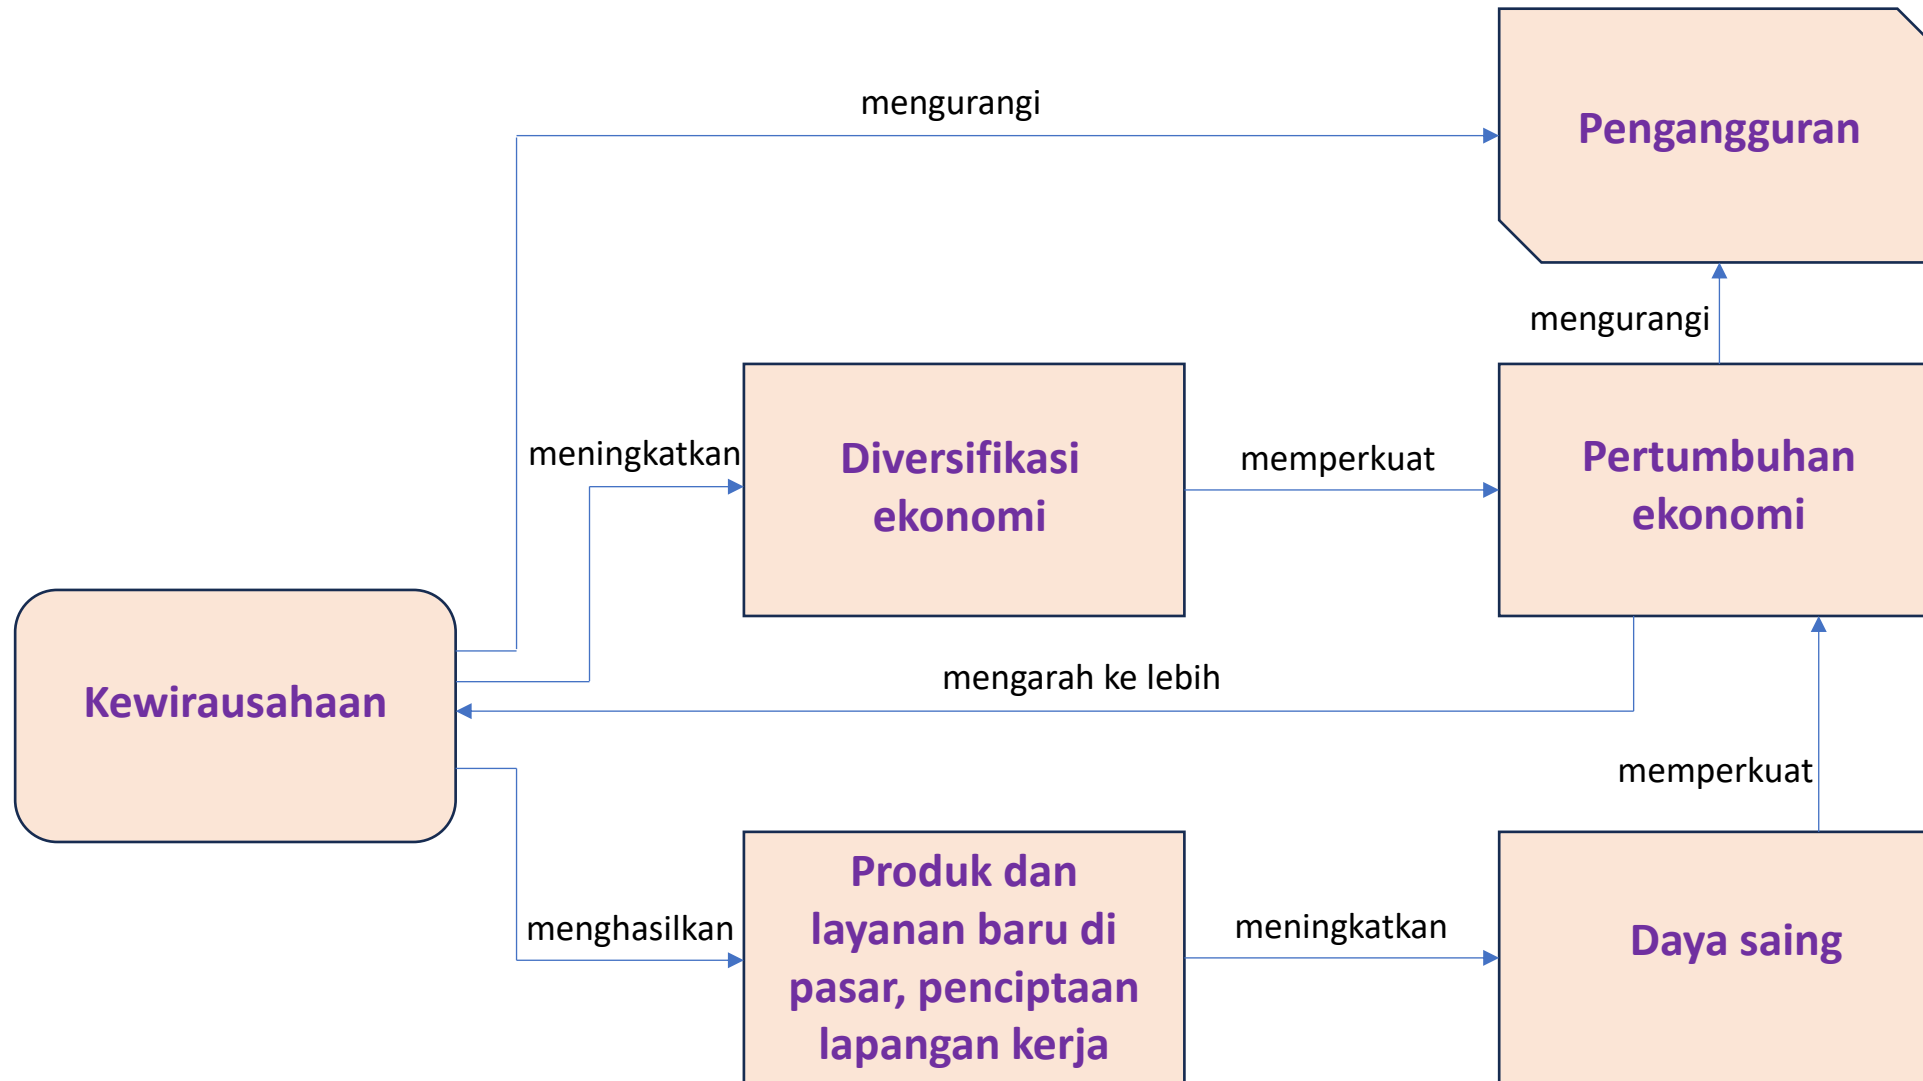 mengurangi
Pengangguran
mengurangi
meningkatkan
Diversifikasi
ekonomi
memperkuat
Pertumbuhan
ekonomi
Kewirausahaan
mengarah ke lebih
memperkuat
menghasilkan
Produk dan
layanan baru di
pasar, penciptaan
lapangan kerja
meningkatkan
Daya saing